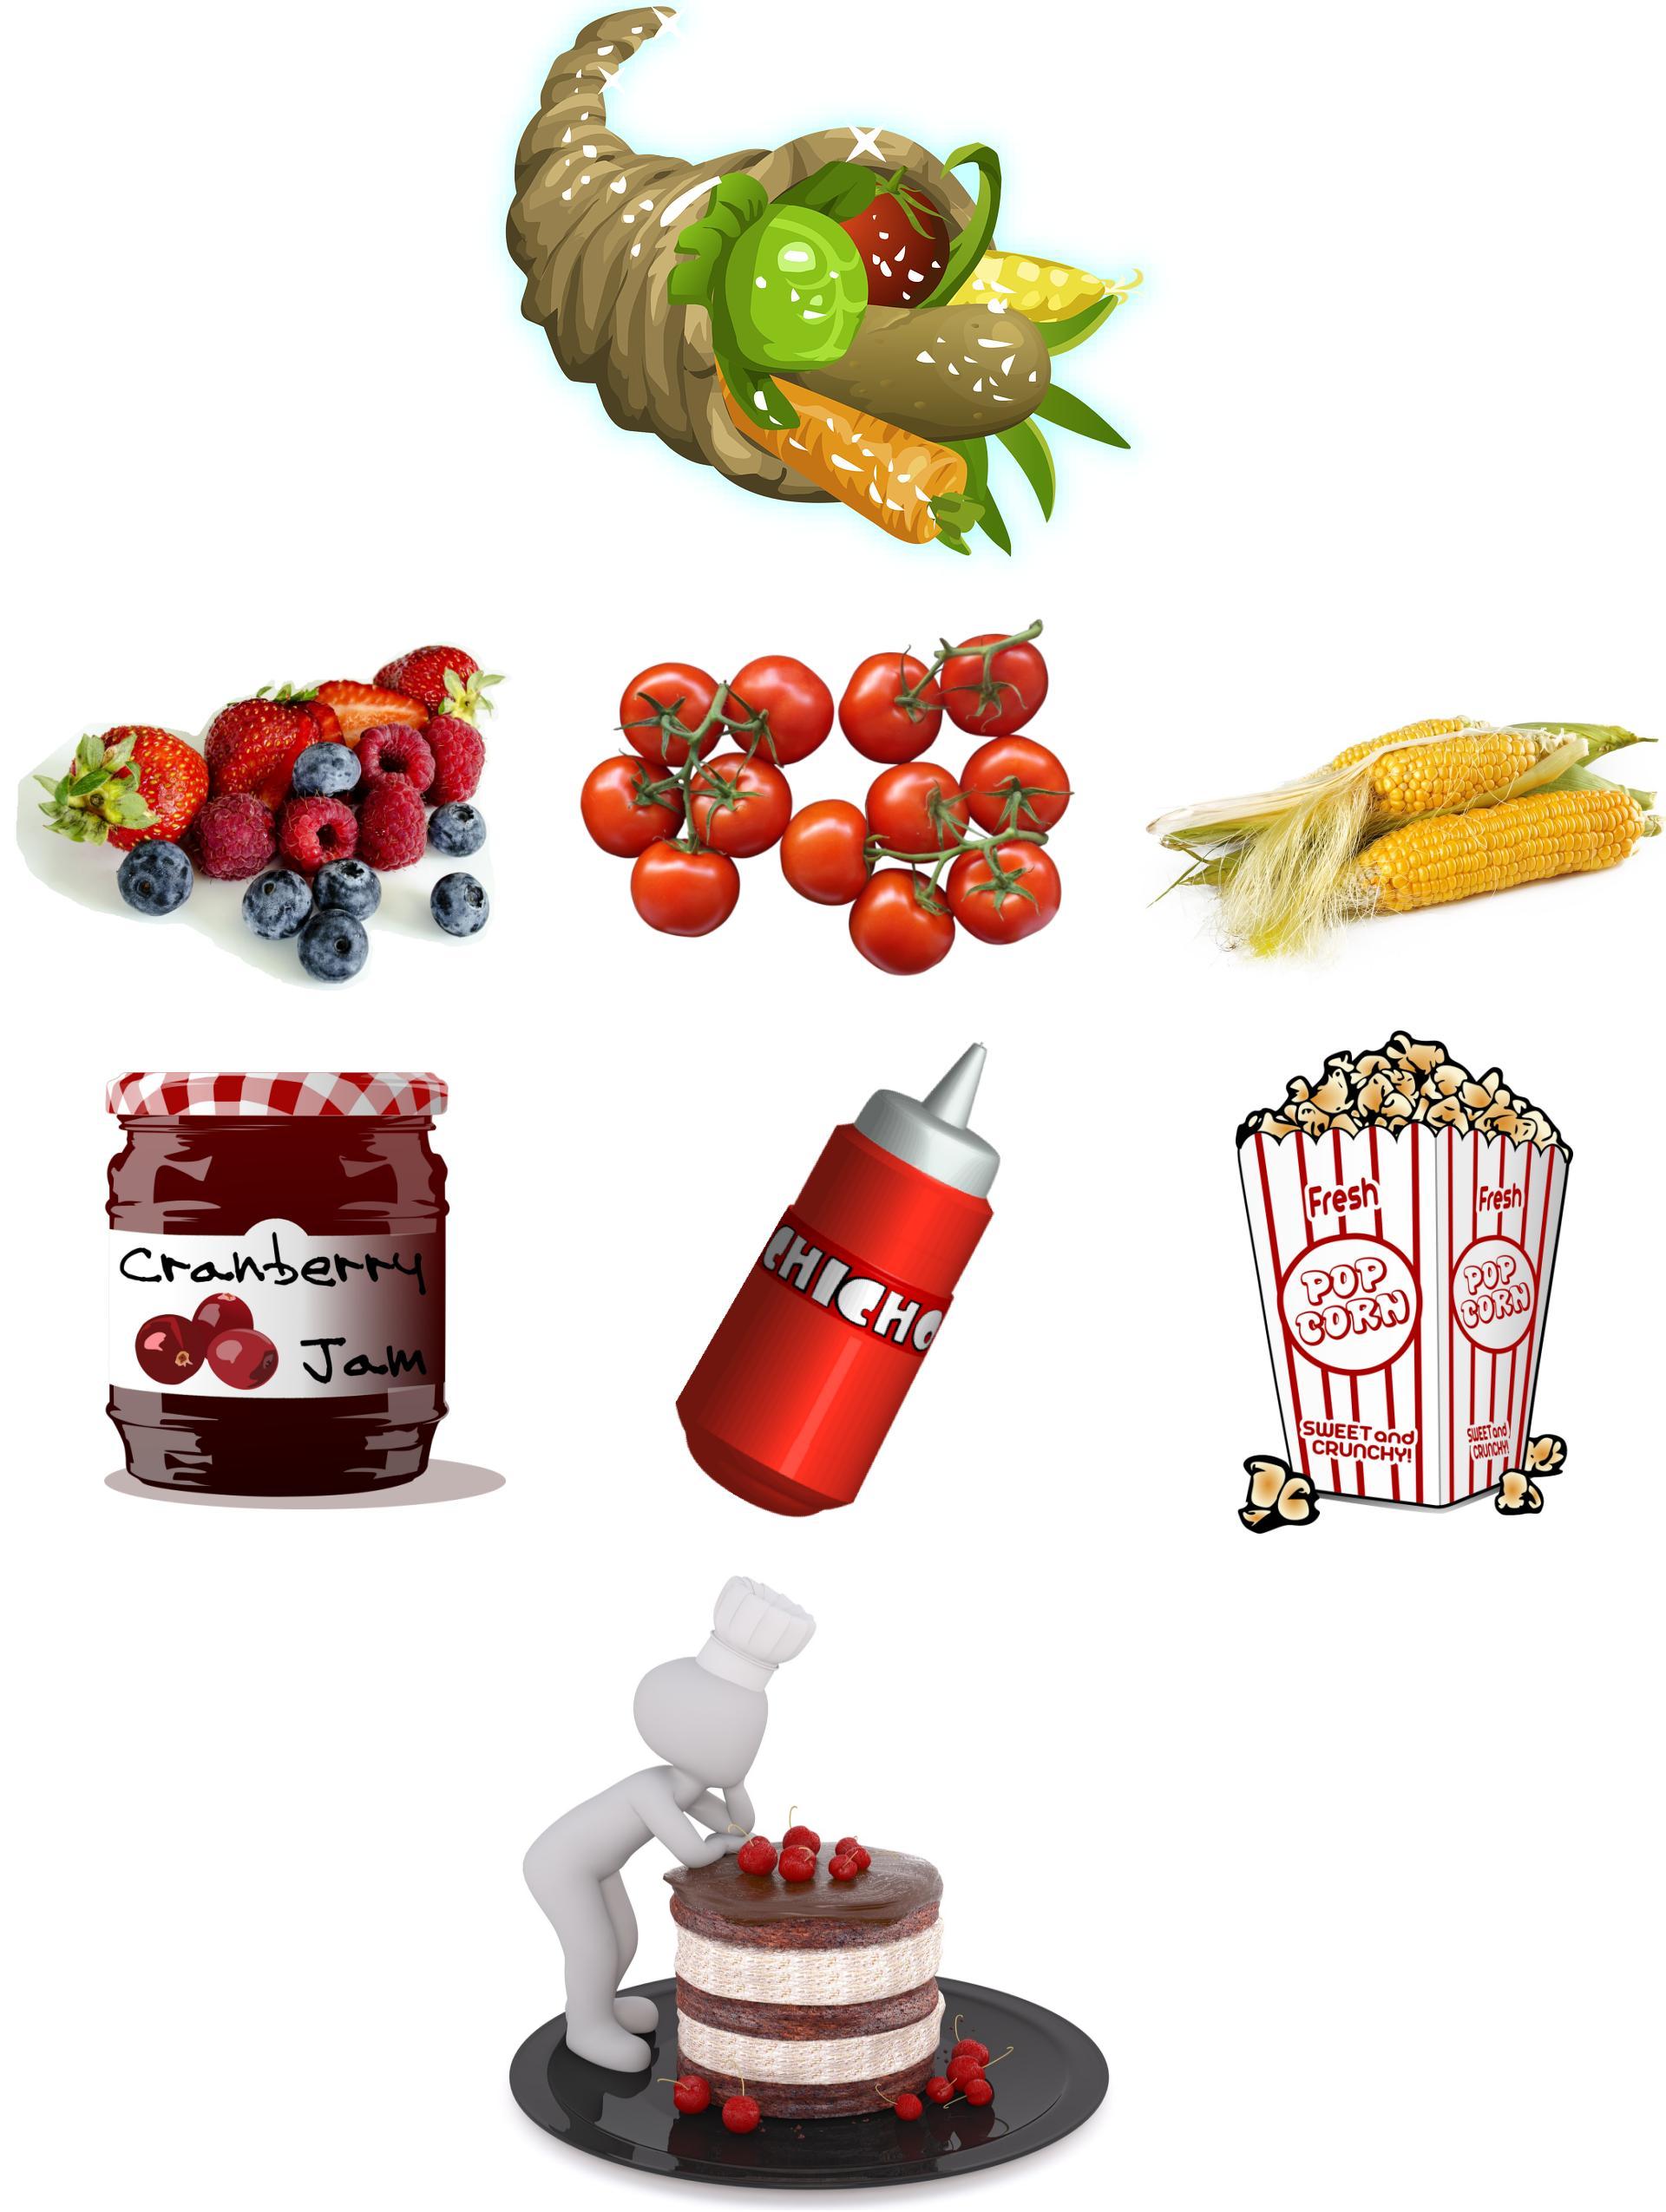 Cranberry
Jam
CHICHO
Fresh
POP
CORN
SWEET and
CRUNCHY!
Fresh
POP
CORN
SWEET and
CRUNCHY!